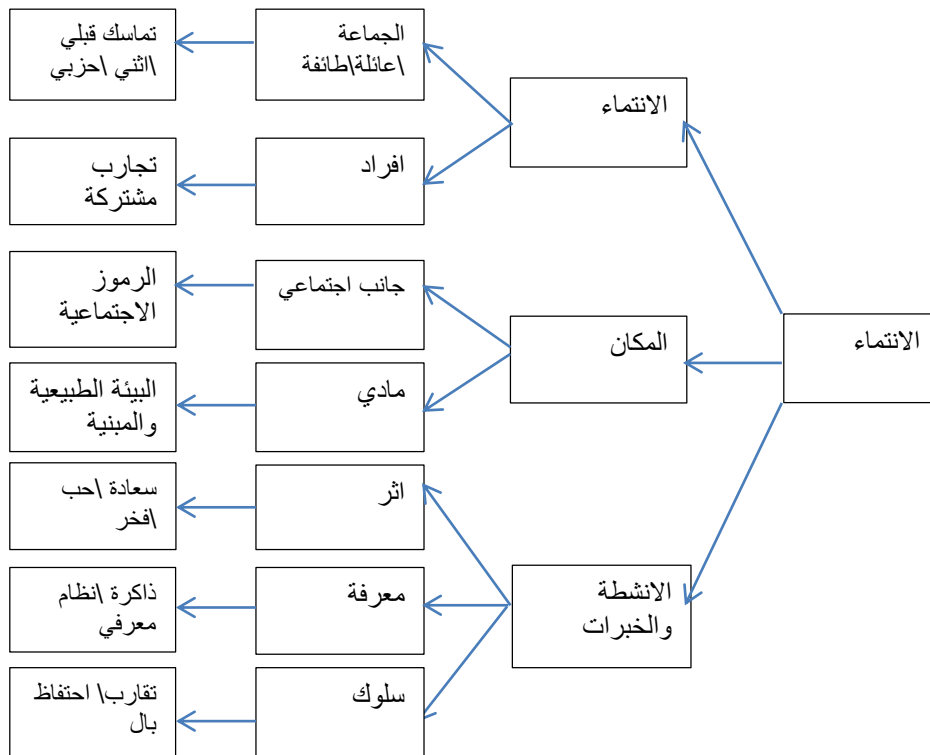 الانتماء
الانتماء
الجماعة
\عائلة\طائفة
تماسك قبلي
\اثني \حزبي
افراد
تجارب
مشتركة
المكان
جانب اجتماعي
الرموز
الاجتماعية
مادي
البيئة الطبيعية
والمبنية
الانشطة
والخبرات
اثر
سعادة \حب
\فخر
معرفة
ذاكرة \نظام
معرفي
سلوك
تقارب\ احتفاظ
بال